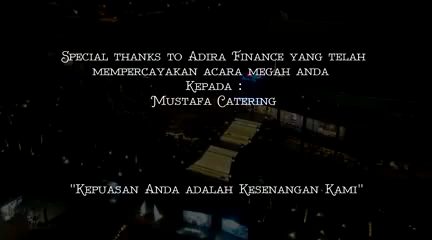 Special thanks to Adira Finance yang telah
mempercayakan acara megah anda
Kepada :
Mustafa Catering
"Kepuasan Anda adalah Kesenangan Kami"